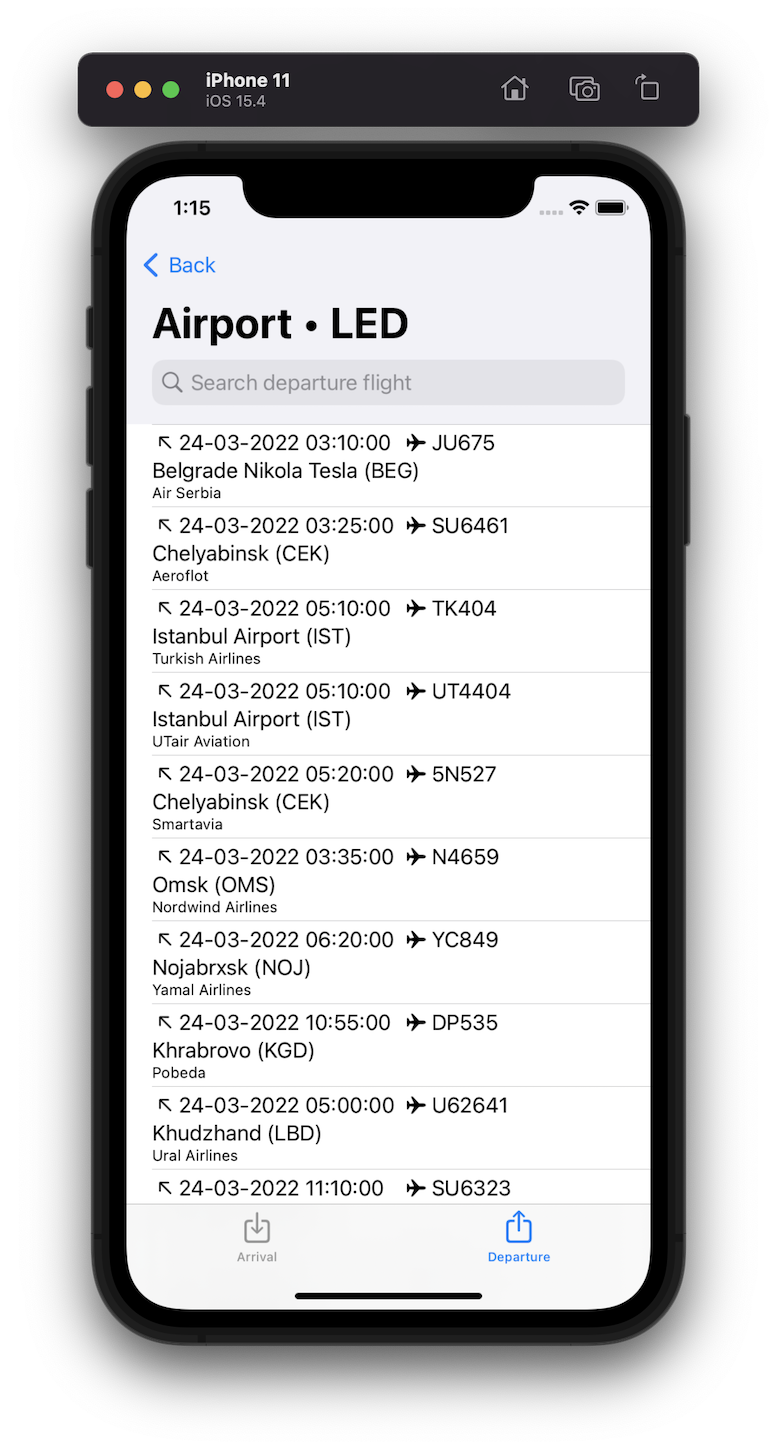 iPhone 11
iOS 15.4
1:15
Back
Airport • LED
Search departure flight
24-03-2022 03:10:00 JU675
Belgrade Nikola Tesla (BEG)
Air Serbia
24-03-2022 03:25:00 SU6461
Chelyabinsk (CEK)
Aeroflot
24-03-2022 05:10:00 TK404
Istanbul Airport (IST)
Turkish Airlines
24-03-2022 05:10:00 UT4404
Istanbul Airport (IST)
UTair Aviation
24-03-2022 05:20:00 5N527
Chelyabinsk (CEK)
Smartavia
24-03-2022 03:35:00 N4659
Omsk (OMS)
Nordwind Airlines
24-03-2022 06:20:00 YC849
Nojabrxsk (NOJ)
Yamal Airlines
24-03-2022 10:55:00 DP535
Khrabrovo (KGD)
Pobeda
24-03-2022 05:00:00 U62641
Khudzhand (LBD)
Ural Airlines
24-03-2022 11:10:00 SU6323
Arrival
Departure